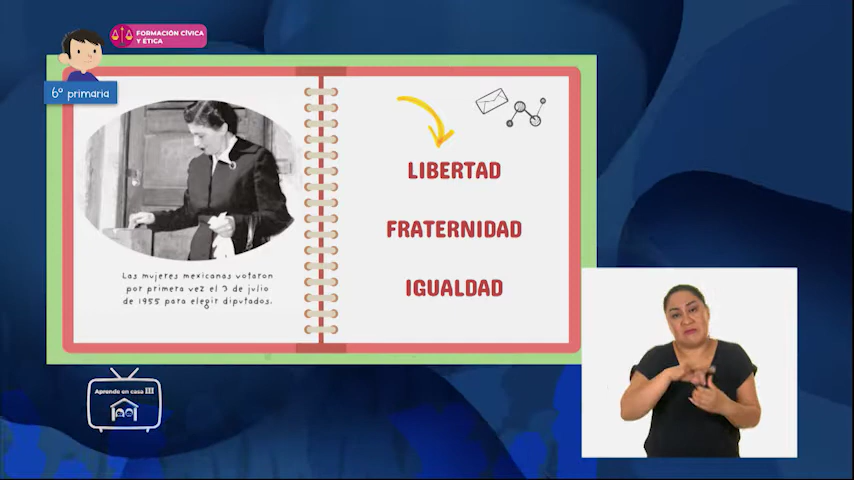 FORMACIÓN CÍVICA
Y ÉTICA
6º primaria
Las mujeres mexicanas votaron
por primera vez el 3 de julio
de 1955 para elegir diputados.
LIBERTAD
FRATERNIDAD
IGUALDAD
Aprende en casa III